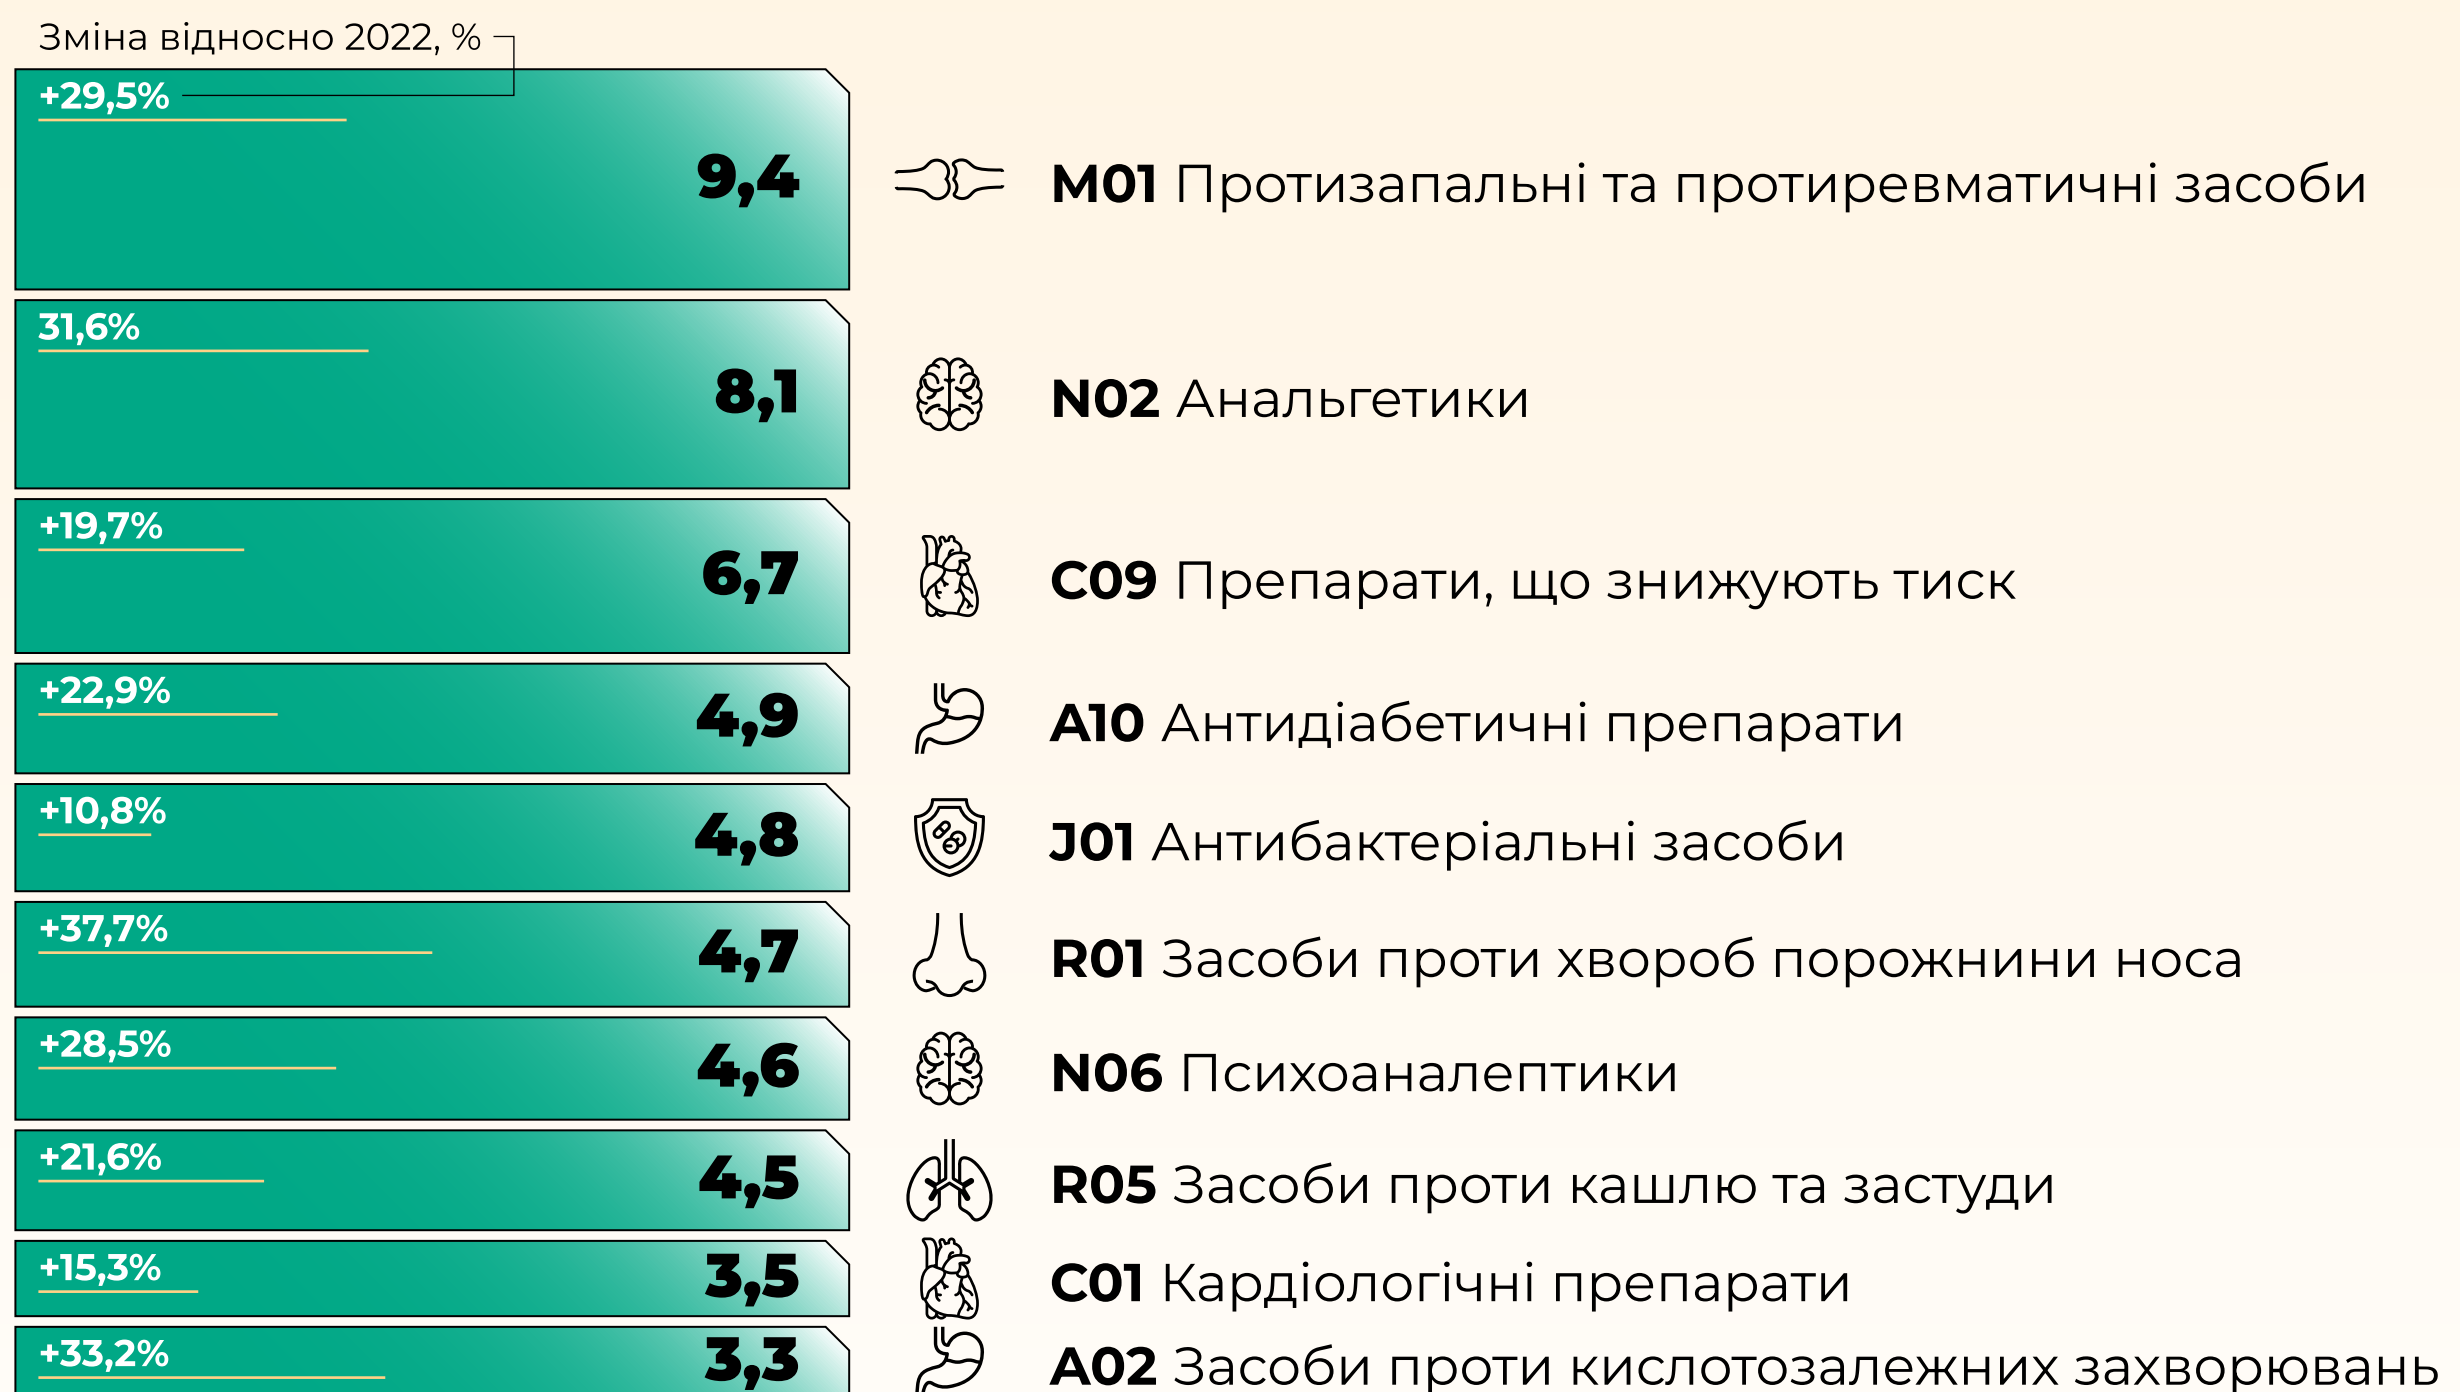 Зміна відносно 2022, %
+29,5%
9,4
M01 Протизапальні та протиревматичні засоби
31,6%
8,1
N02 Анальгетики
+19,7%
6,7
C09 Препарати, що знижують тиск
+22,9%
4,9
A10 Антидіабетичні препарати
+10,8%
4,8
J01 Антибактеріальні засоби
+37,7%
4,7
R01 Засоби проти хвороб порожнини носа
+28,5%
4,6
N06 Психоаналептики
+21,6%
4,5
R05 Засоби проти кашлю та застуди
+15,3%
3,5
C01 Кардіологічні препарати
+33,2%
3,3
A02 Засоби проти кислотозалежних захворювань